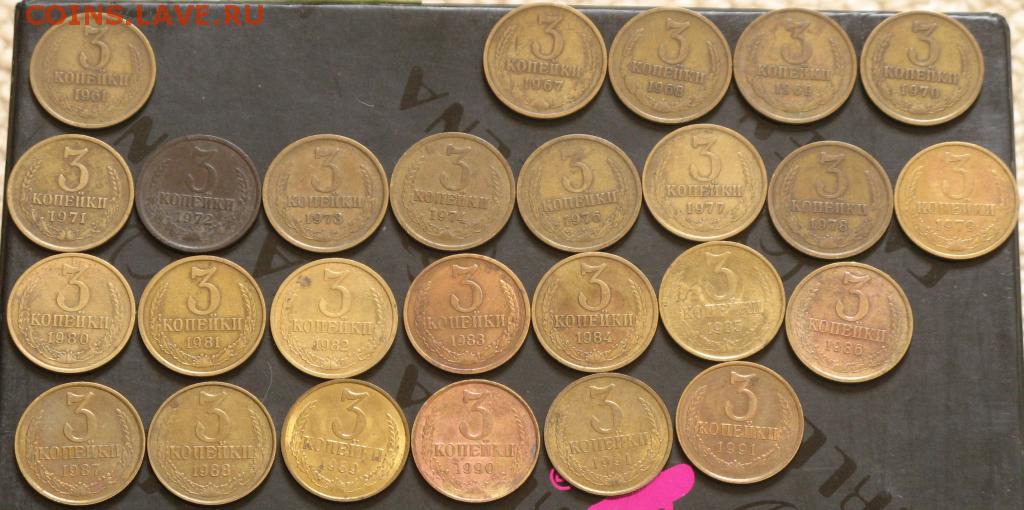 COINS.LAVE.RU
3 КОПЕЙКИ 1961
3 КОПЕЙКИ 1967
3 КОПЕЙКИ 1968
3 КОПЕЙКИ 1969
3 КОПЕЙКИ 1970
3 КОПЕЙКИ 1971
3 КОПЕЙКИ 1972
3 КОПЕЙКИ 1973
3 КОПЕЙКИ 1974
3 КОПЕЙКИ 1976
3 КОПЕЙКИ 1977
3 КОПЕЙКИ 1978
3 КОПЕЙКИ 1979
3 КОПЕЙКИ 1980
3 КОПЕЙКИ 1981
3 КОПЕЙКИ 1982
3 КОПЕЙКИ 1983
3 КОПЕЙКИ 1984
3 КОПЕЙКИ 1985
3 КОПЕЙКИ 1986
3 КОПЕЙКИ 1987
3 КОПЕЙКИ 1988
3 КОПЕЙКИ 1989
3 КОПЕЙКИ 1990
3 КОПЕЙКИ 1991
3 КОПЕЙКИ 1991